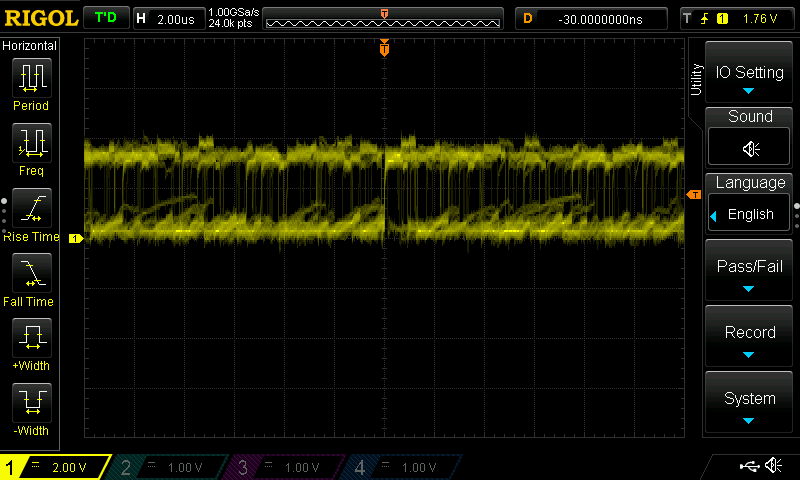 RIGOL T'D H 2.00us 1.00GSa/s 24.0k pts D -30.0000000ns T 1 1.76 V
Horizontal
Period
Freq
Rise Time
Fall Time
+Width
-Width
T
T
1
T
Utility
IO Setting
Sound
Language
English
Pass/Fail
Record
System
1 2.00 V 2 1.00 V 3 1.00 V 4 1.00 V